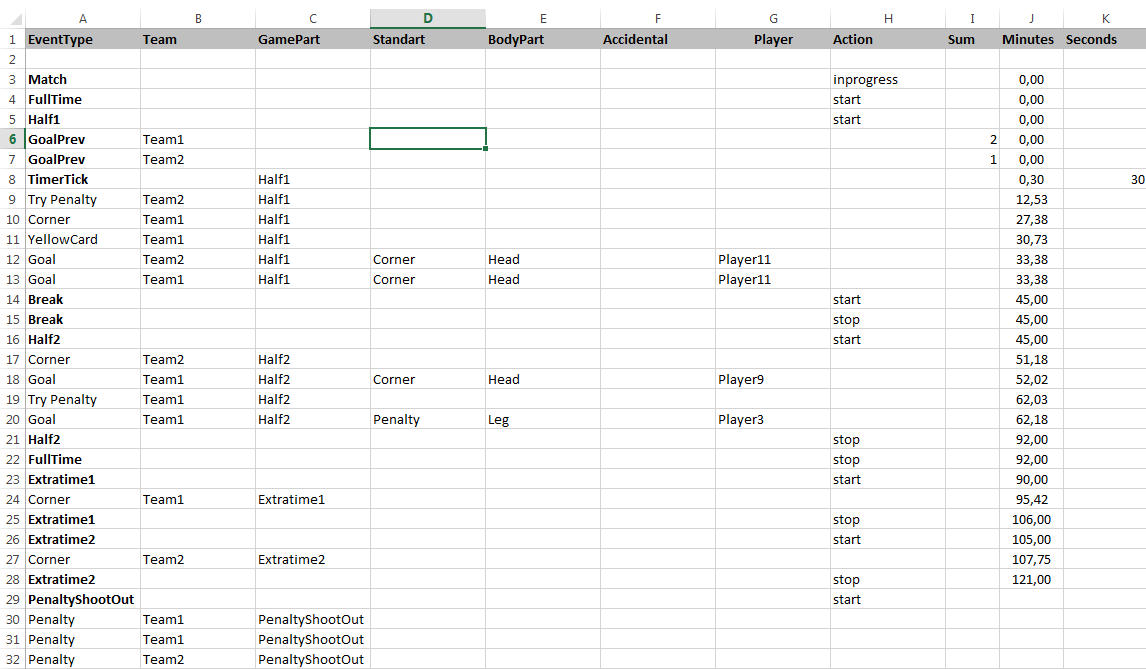 A B C D E F G H I J K
1 EventType Team GamePart Standart BodyPart Accidental Player Action Sum Minutes Seconds
2
3 Match inprogress 0,00
4 FullTime start 0,00
5 Half1 start 0,00
6 GoalPrev Team1 2 0,00
7 GoalPrev Team2 1 0,00
8 TimerTick Half1 0,30 30
9 Try Penalty Team2 Half1 12,53
10 Corner Team1 Half1 27,38
11 YellowCard Team1 Half1 30,73
12 Goal Team2 Half1 Corner Head Player11 33,38
13 Goal Team1 Half1 Corner Head Player11 33,38
14 Break start 45,00
15 Break stop 45,00
16 Half2 start 45,00
17 Corner Team2 Half2 51,18
18 Goal Team1 Half2 Corner Head Player9 52,02
19 Try Penalty Team1 Half2 62,03
20 Goal Team1 Half2 Penalty Leg Player3 62,18
21 Half2 stop 92,00
22 FullTime stop 92,00
23 Extratime1 start 90,00
24 Corner Team1 Extratime1 95,42
25 Extratime1 stop 106,00
26 Extratime2 start 105,00
27 Corner Team2 Extratime2 107,75
28 Extratime2 stop 121,00
29 PenaltyShootOut start
30 Penalty Team1 PenaltyShootOut
31 Penalty Team1 PenaltyShootOut
32 Penalty Team2 PenaltyShootOut